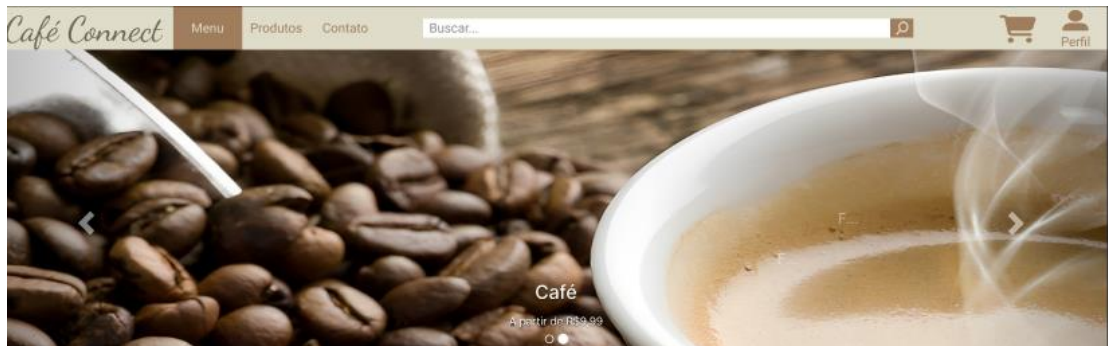 Café Connect
Menu
Produtos
Contato
Buscar...
Perfil
Café
A partir de R$9,99